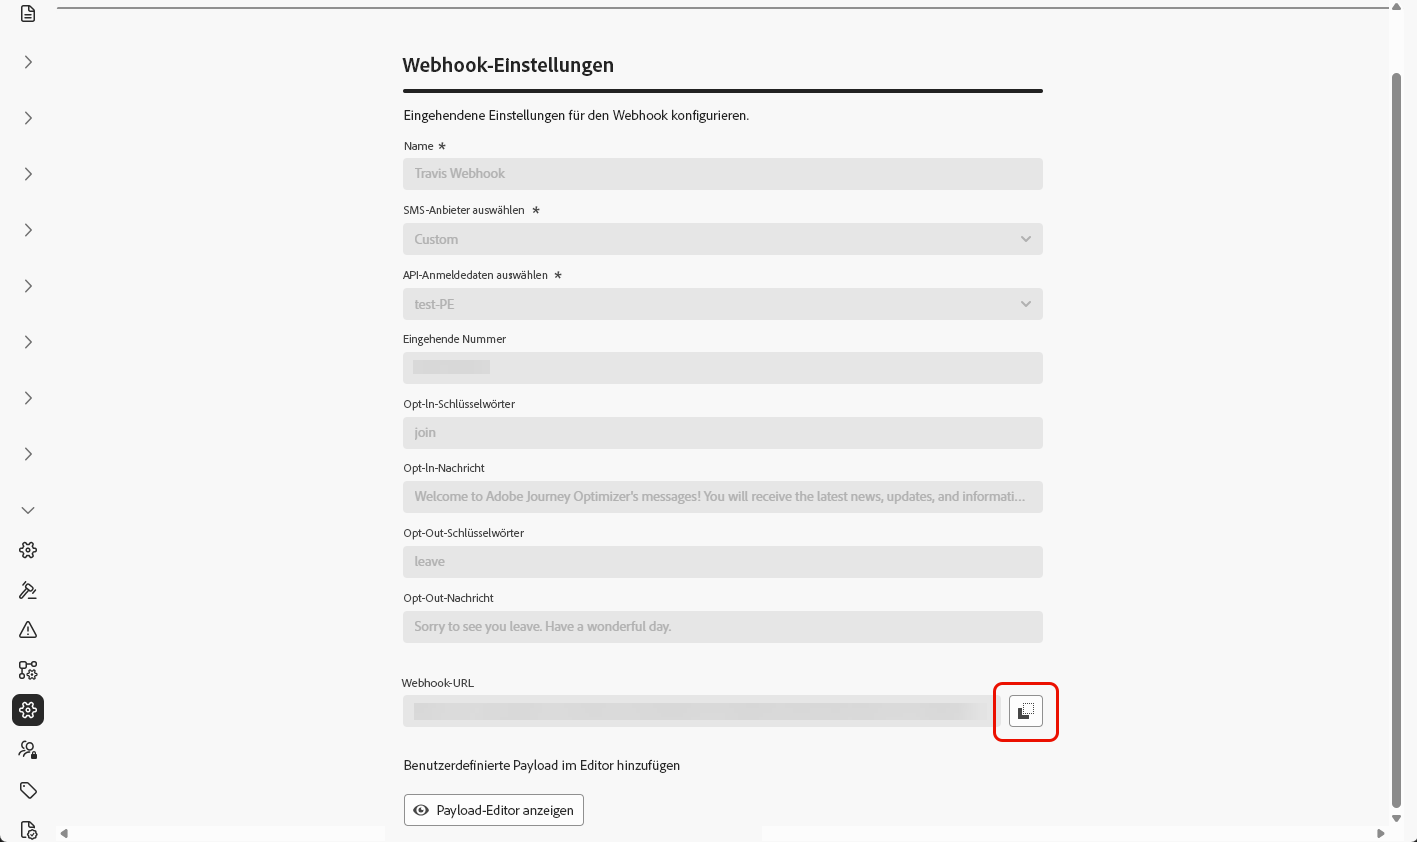 Webhook-Einstellungen
Eingehendene Einstellungen für den Webhook konfigurieren.
Name *
Travis Webhook
SMS-Anbieter auswählen *
Custom
API-Anmeldedaten auswählen *
test-PE
Eingehende Nummer
Opt-In-Schlüsselwörter
join
Opt-In-Nachricht
Welcome to Adobe Journey Optimizer's messages! You will receive the latest news, updates, and informati...
Opt-Out-Schlüsselwörter
leave
Opt-Out-Nachricht
Sorry to see you leave. Have a wonderful day.
Webhook-URL
Benutzerdefinierte Payload im Editor hinzufügen
Payload-Editor anzeigen